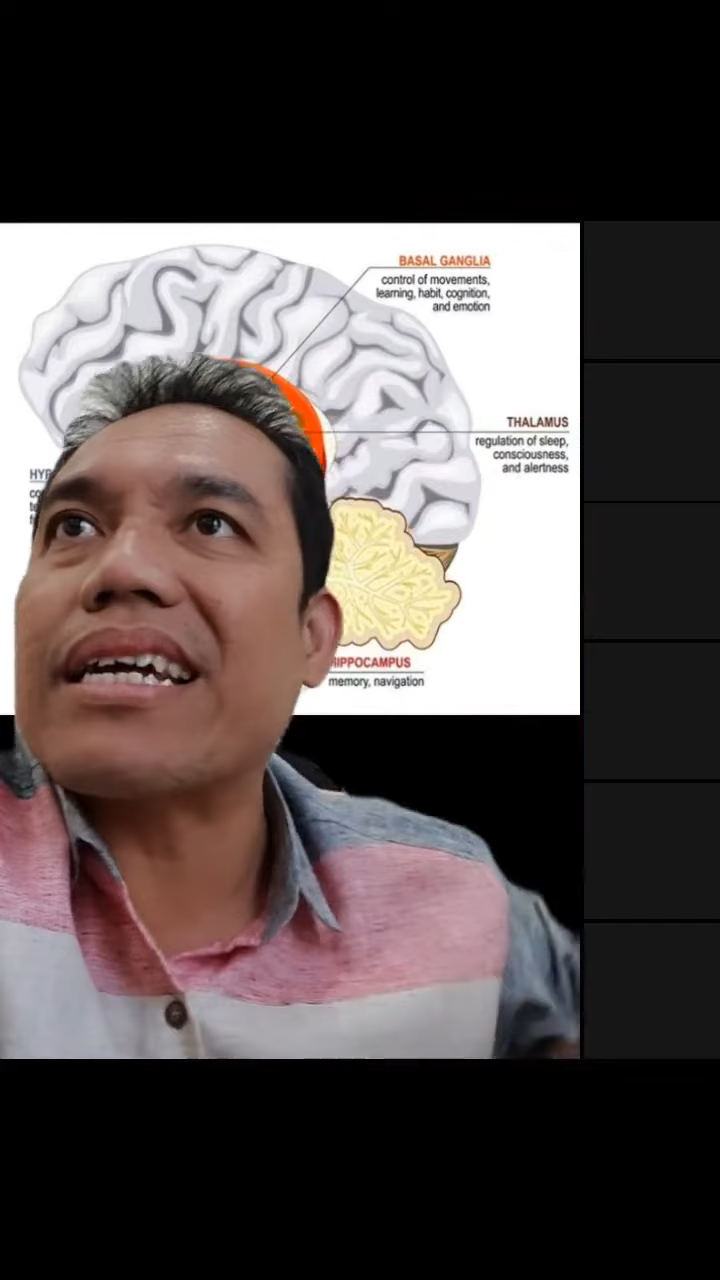 BASAL GANGLIA
control of movements,
learning, habit, cognition,
and emotion
THALAMUS
regulation of sleep,
consciousness,
and alertness
HIPPOCAMPUS
memory, navigation